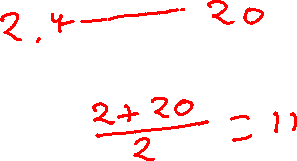 2,4 — 20
2 + 20 / 2 = 11